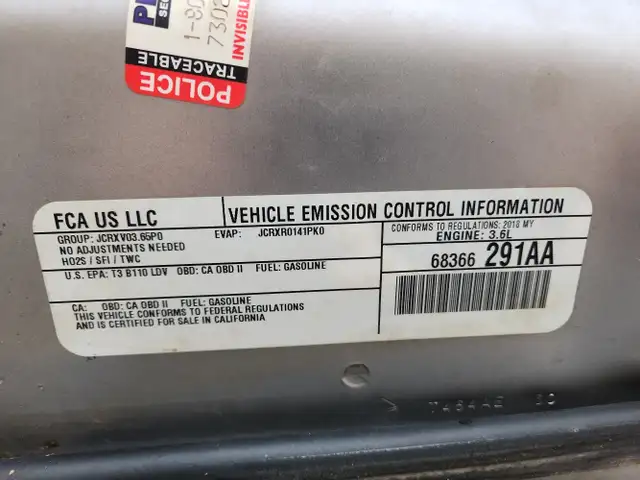 1-80
7302
INVISIBLE
TRACEABLE
POLICE
FCA US LLC
VEHICLE EMISSION CONTROL INFORMATION
GROUP: JCRXV03.65P0 EVAP: JCRXR0141PK0
NO ADJUSTMENTS NEEDED
HO2S / SFI / TWC
CONFORMS TO REGULATIONS: 2018 MY
ENGINE: 3.6L
U.S. EPA: T3 B110 LDV OBD: CA OBD II FUEL: GASOLINE
68366 291AA
CA: OBD: CA OBD II FUEL: GASOLINE
THIS VEHICLE CONFORMS TO FEDERAL REGULATIONS
AND IS CERTIFIED FOR SALE IN CALIFORNIA